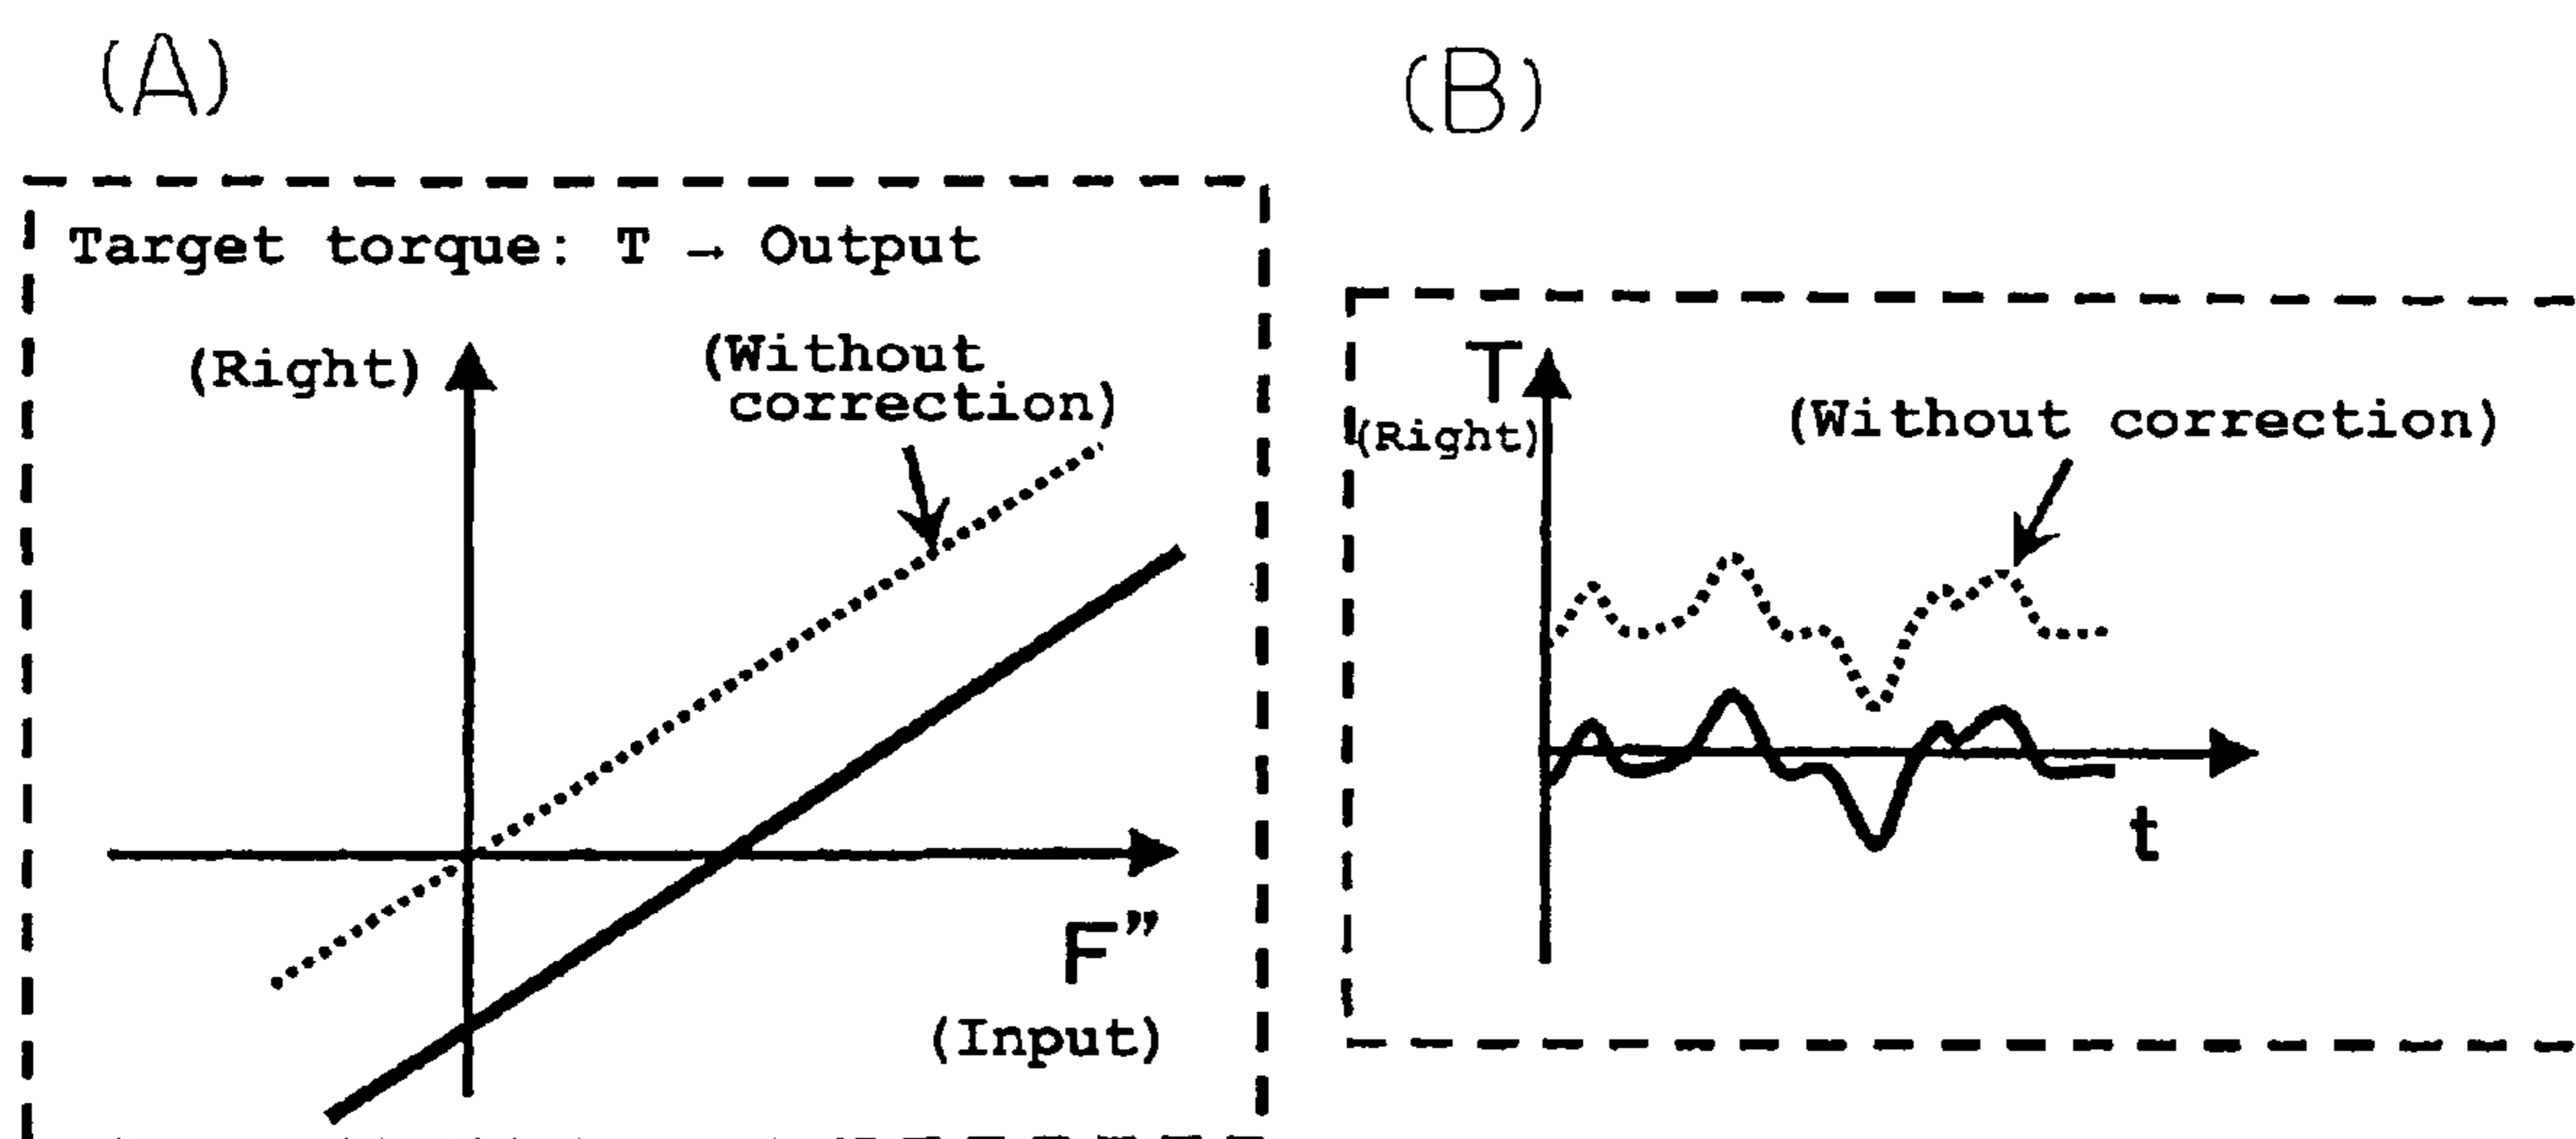 (A)
Target torque: T → Output
(Right)
(Without
correction)
F”
(Input)
(B)
T
(Right)
(Without correction)
t